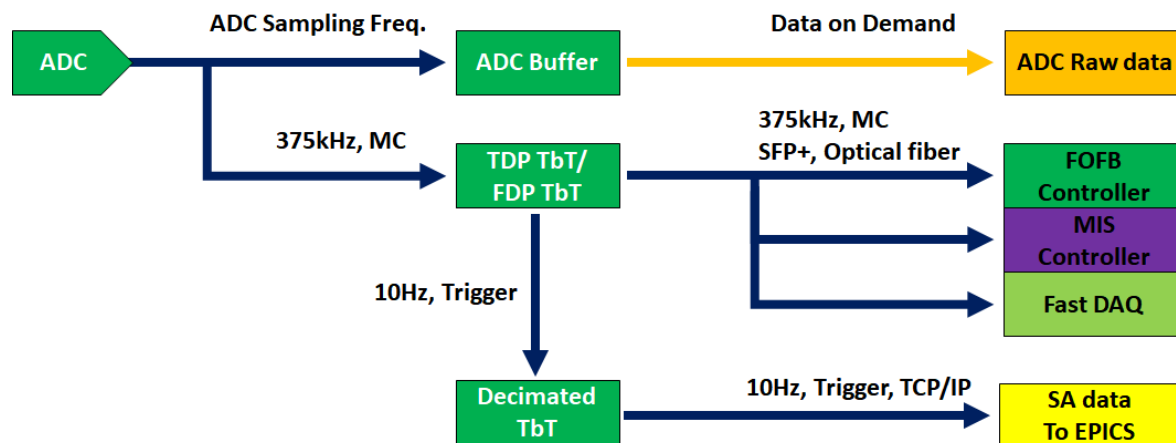 ADC Sampling Freq.
Data on Demand
ADC
ADC Buffer
ADC Raw data
375kHz, MC
375kHz, MC
SFP+, Optical fiber
TDP TbT/
FDP TbT
FOFB
Controller
MIS
Controller
10Hz, Trigger
Fast DAQ
Decimated
TbT
10Hz, Trigger, TCP/IP
SA data
To EPICS